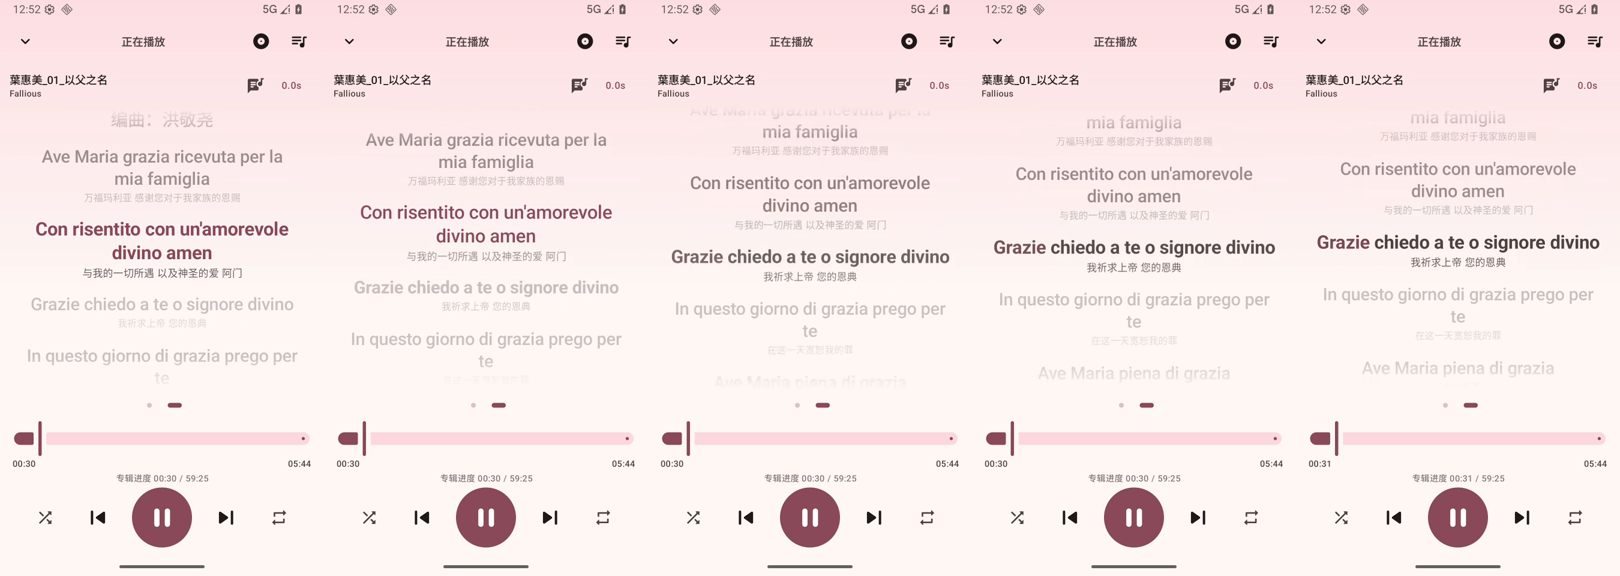 12:52 5G
正在播放
葉惠美_01_以父之名
Fallious
0.0s
编曲：洪敬尧
Ave Maria grazia ricevuta per la
mia famiglia
万福玛利亚 感谢您对于我家族的恩赐
Con risentito con un'amorevole
divino amen
与我的一切所遇 以及神圣的爱 阿门
Grazie chiedo a te o signore divino
我祈求上帝 您的恩典
In questo giorno di grazia prego per
te
00:30 05:44
专辑进度 00:30 / 59:25
12:52 5G
正在播放
葉惠美_01_以父之名
Fallious
0.0s
Ave Maria grazia ricevuta per la
mia famiglia
万福玛利亚 感谢您对于我家族的恩赐
Con risentito con un'amorevole
divino amen
与我的一切所遇 以及神圣的爱 阿门
Grazie chiedo a te o signore divino
我祈求上帝 您的恩典
In questo giorno di grazia prego per
te
00:30 05:44
专辑进度 00:30 / 59:25
12:52 5G
正在播放
葉惠美_01_以父之名
Fallious
0.0s
Ave Maria grazia ricevuta per la
mia famiglia
万福玛利亚 感谢您对于我家族的恩赐
Con risentito con un'amorevole
divino amen
与我的一切所遇 以及神圣的爱 阿门
Grazie chiedo a te o signore divino
我祈求上帝 您的恩典
In questo giorno di grazia prego per
te
在这一天宽恕我的罪
Ave Maria piena di grazia
00:30 05:44
专辑进度 00:30 / 59:25
12:52 5G
正在播放
葉惠美_01_以父之名
Fallious
0.0s
mia famiglia
万福玛利亚 感谢您对于我家族的恩赐
Con risentito con un'amorevole
divino amen
与我的一切所遇 以及神圣的爱 阿门
Grazie chiedo a te o signore divino
我祈求上帝 您的恩典
In questo giorno di grazia prego per
te
在这一天宽恕我的罪
Ave Maria piena di grazia
00:30 05:44
专辑进度 00:30 / 59:25
12:52 5G
正在播放
葉惠美_01_以父之名
Fallious
0.0s
mia famiglia
万福玛利亚 感谢您对于我家族的恩赐
Con risentito con un'amorevole
divino amen
与我的一切所遇 以及神圣的爱 阿门
Grazie chiedo a te o signore divino
我祈求上帝 您的恩典
In questo giorno di grazia prego per
te
在这一天宽恕我的罪
Ave Maria piena di grazia
00:31 05:44
专辑进度 00:31 / 59:25